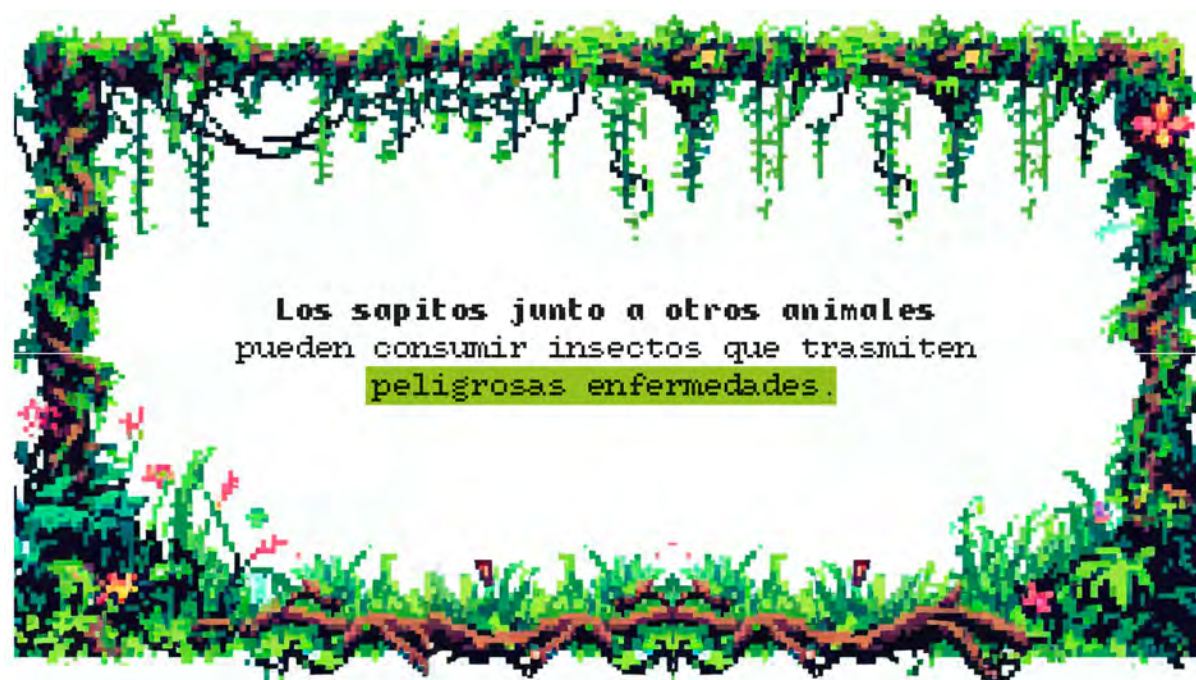 Los sapitos junto a otros animales
pueden consumir insectos que trasmiten
peligrosas enfermedades.